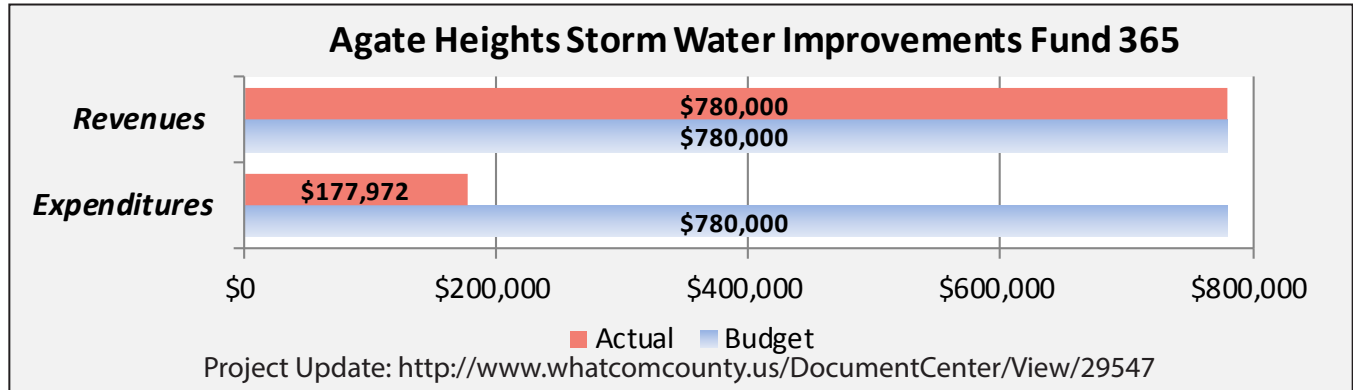 Agate Heights Storm Water Improvements Fund 365
Revenues
$780,000
$780,000
Expenditures
$177,972
$780,000
$0 $200,000 $400,000 $600,000 $800,000
Actual Budget
Project Update: http://www.whatcomcounty.us/DocumentCenter/View/29547